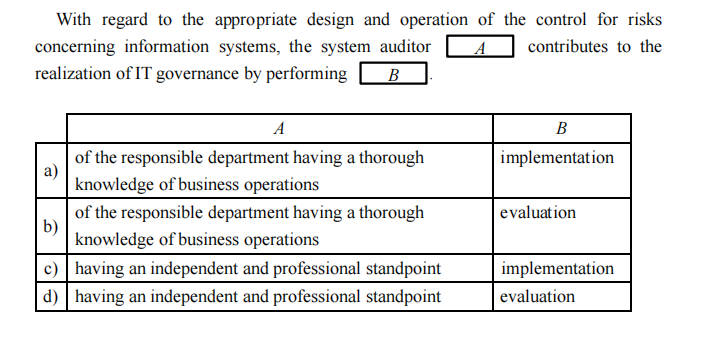 With regard to the appropriate design and operation of the control for risks
concerning information systems, the system auditor A contributes to the
realization of IT governance by performing B .
A B
a) of the responsible department having a thorough implementation
knowledge of business operations
b) of the responsible department having a thorough evaluation
knowledge of business operations
c) having an independent and professional standpoint implementation
d) having an independent and professional standpoint evaluation